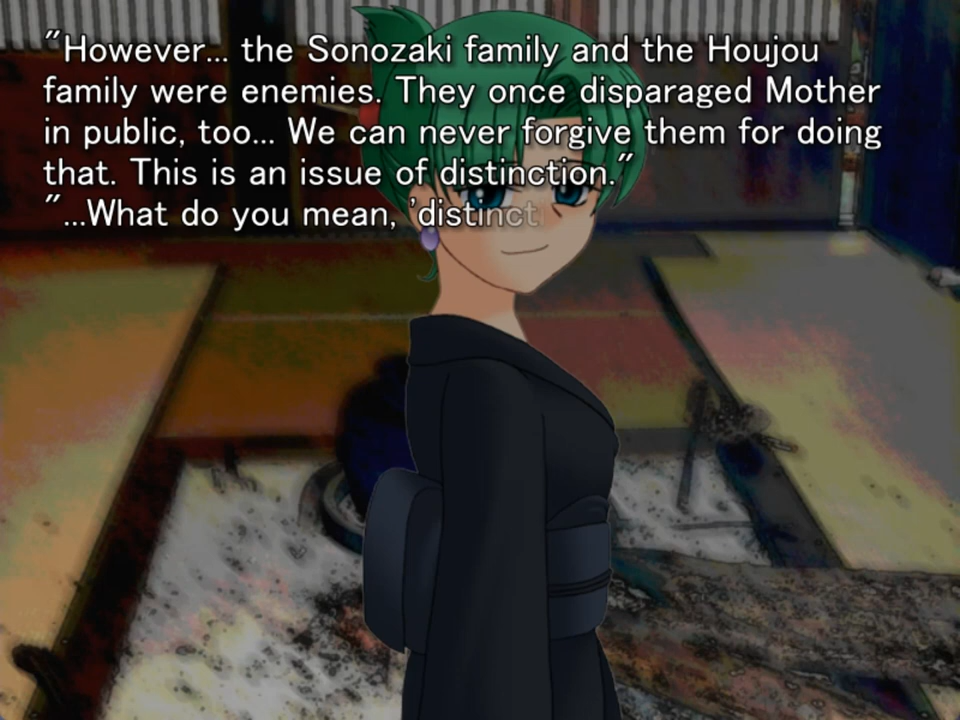 "However... the Sonozaki family and the Houjou
family were enemies. They once disparaged Mother
in public, too... We can never forgive them for doing
that. This is an issue of distinction."
"...What do you mean, 'distinct